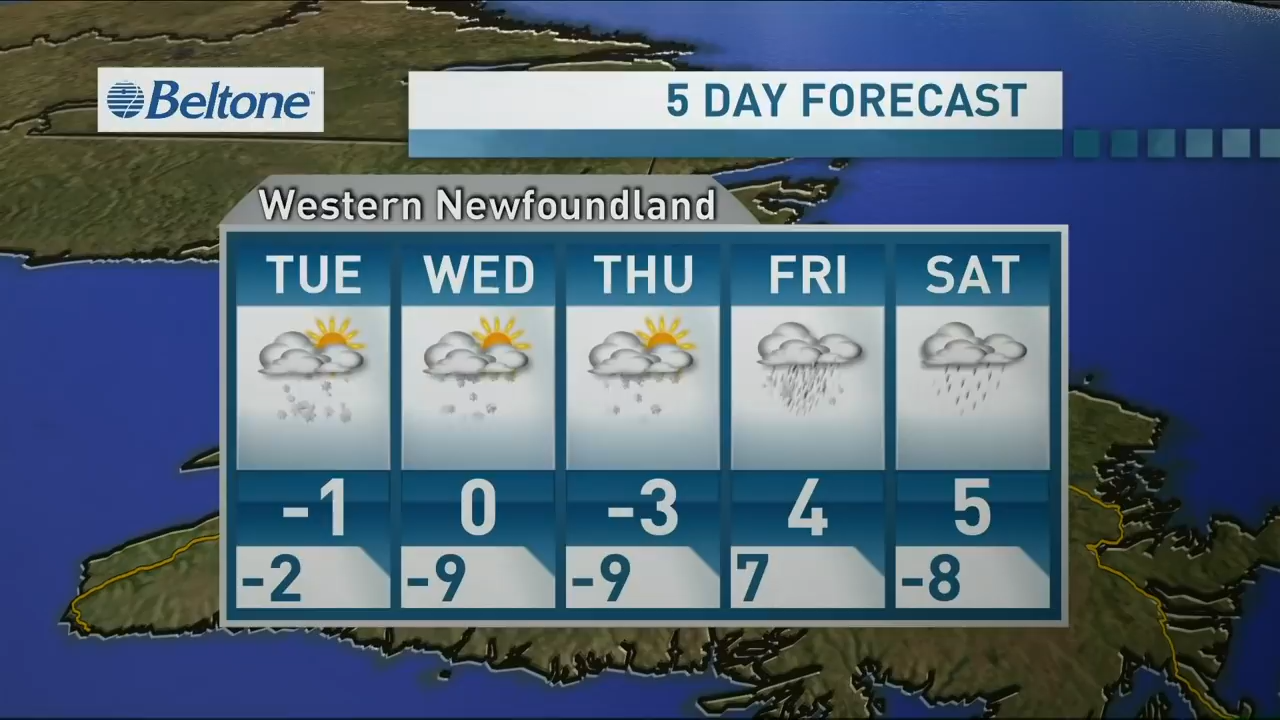 Beltone™
5 DAY FORECAST
Western Newfoundland
TUE WED THU FRI SAT
-1 0 -3 4 5
-2 -9 -9 7 -8